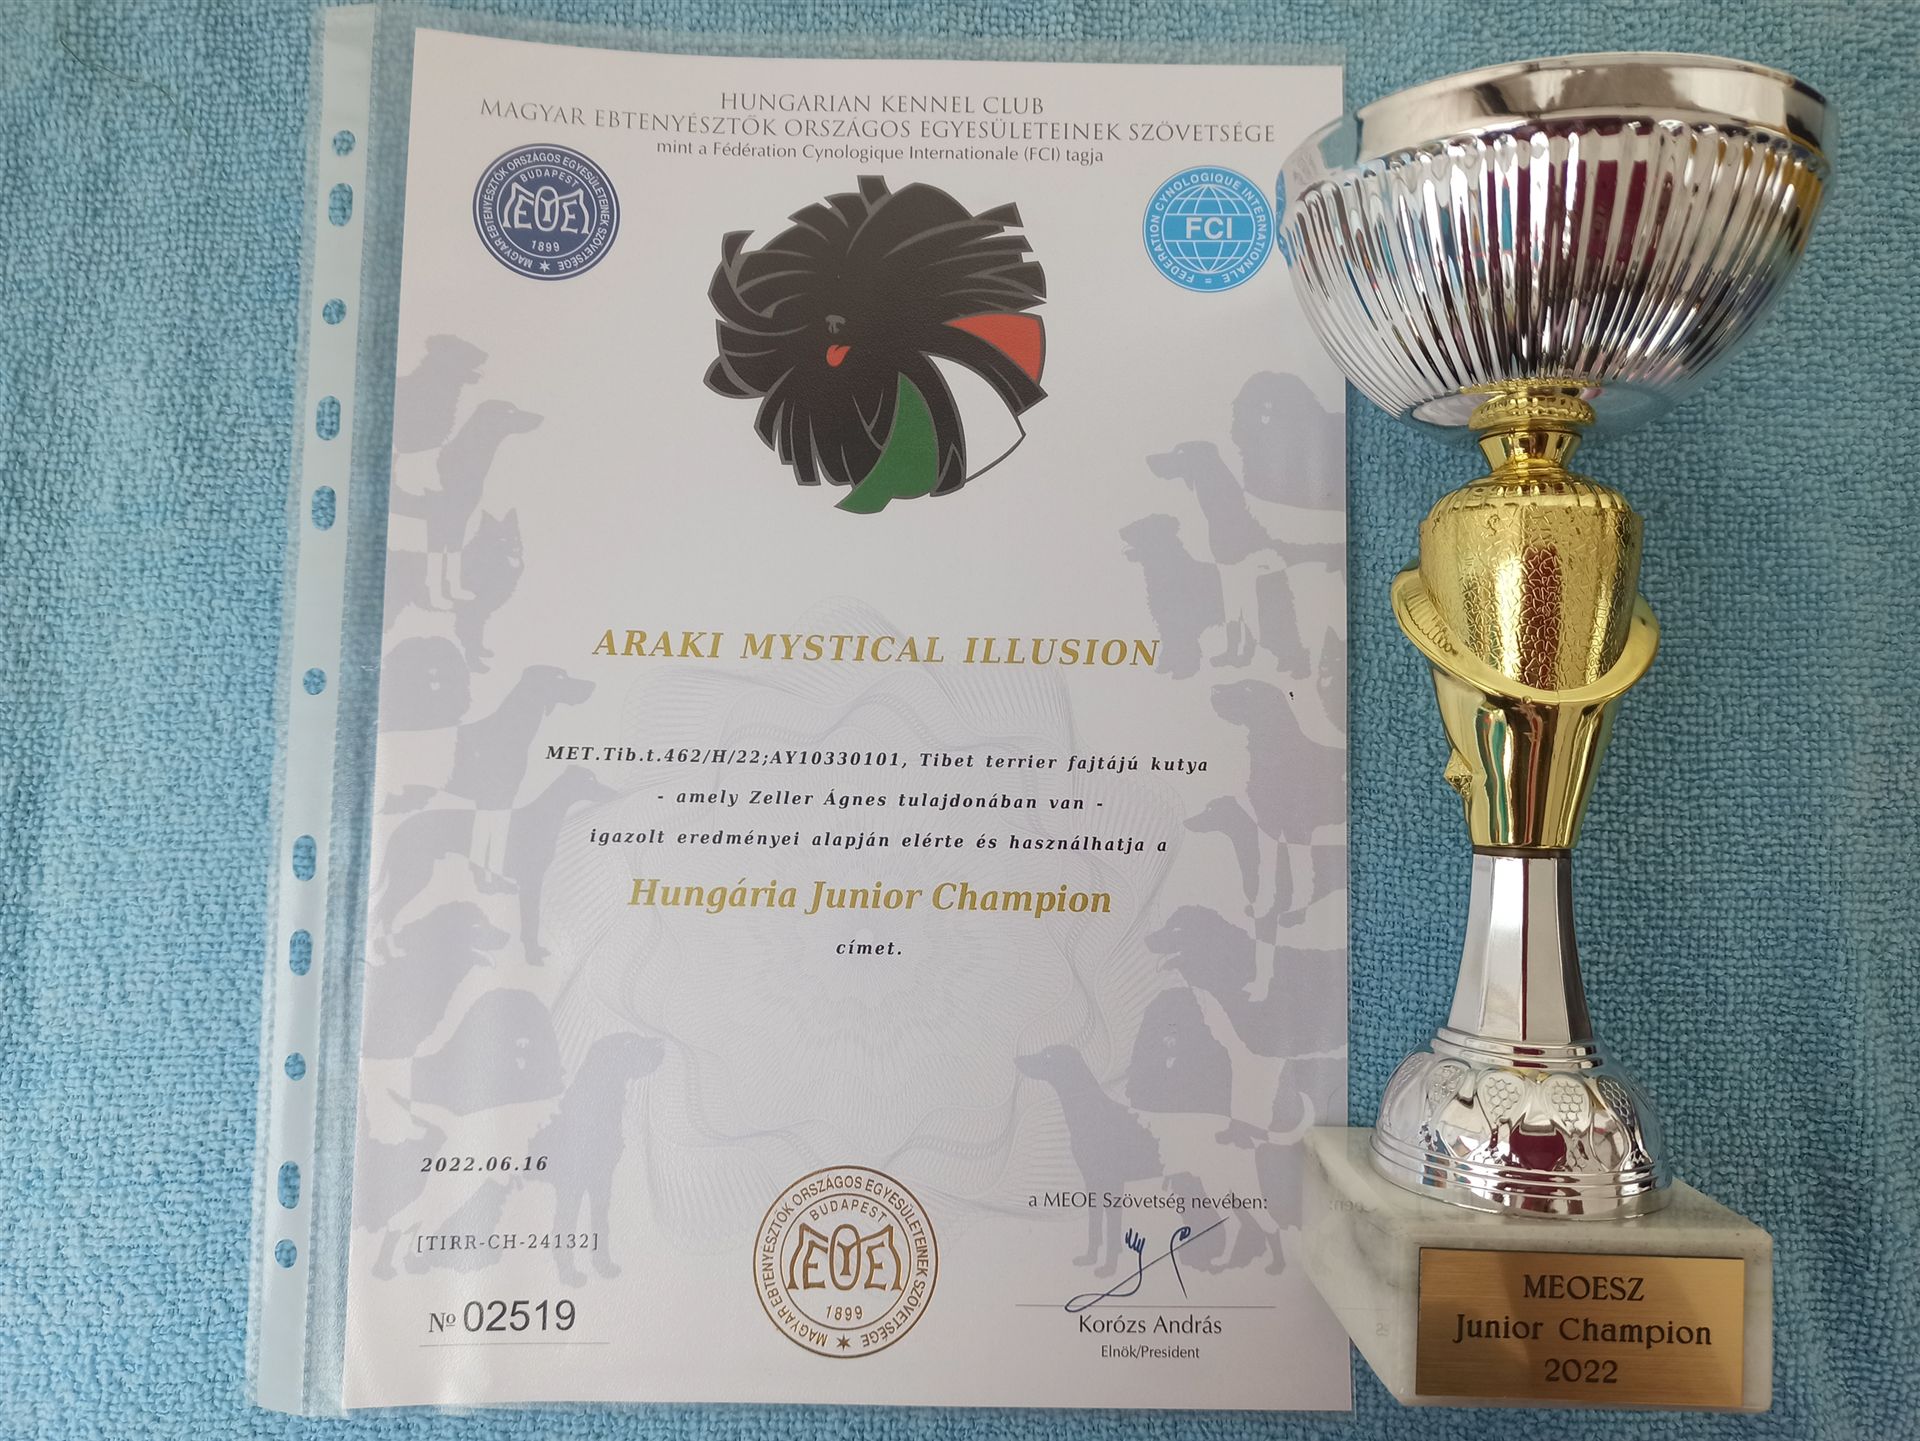 HUNGARIAN KENNEL CLUB
MAGYAR EBTENYÉSZTŐK ORSZÁGOS EGYESÜLETEINEK SZÖVETSÉGE
mint a Fédération Cynologique Internationale (FCI) tagja
MAGYAR EBTENYÉSZTŐK ORSZÁGOS EGYESÜLETEINEK SZÖVETSÉGE
BUDAPEST
MEOE
1899
FÉDÉRATION CYNOLOGIQUE INTERNATIONALE
FCI
ARAKI MYSTICAL ILLUSION
MET.Tib.t.462/H/22;AY10330101, Tibet terrier fajtájú kutya
- amely Zeller Ágnes tulajdonában van -
igazolt eredményei alapján elérte és használhatja a
Hungária Junior Champion
címet.
2022.06.16
[TIRR-CH-24132]
№ 02519
MAGYAR EBTENYÉSZTŐK ORSZÁGOS EGYESÜLETEINEK SZÖVETSÉGE
BUDAPEST
MEOE
1899
a MEOE Szövetség nevében:
Korózs András
Elnök/President
MEOESZ
Junior Champion
2022